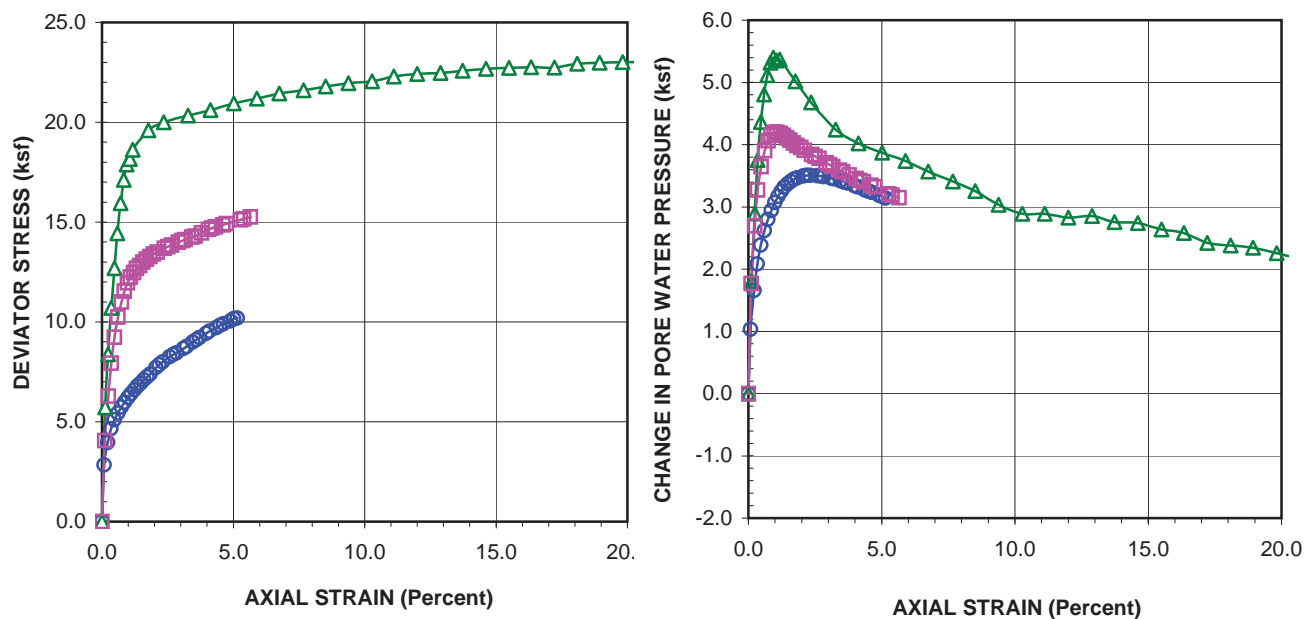 DEVIATOR STRESS (ksf)
25.0
20.0
15.0
10.0
5.0
0.0
0.0 5.0 10.0 15.0 20.
AXIAL STRAIN (Percent)
CHANGE IN PORE WATER PRESSURE (ksf)
6.0
5.0
4.0
3.0
2.0
1.0
0.0
-1.0
-2.0
0.0 5.0 10.0 15.0 20.0
AXIAL STRAIN (Percent)